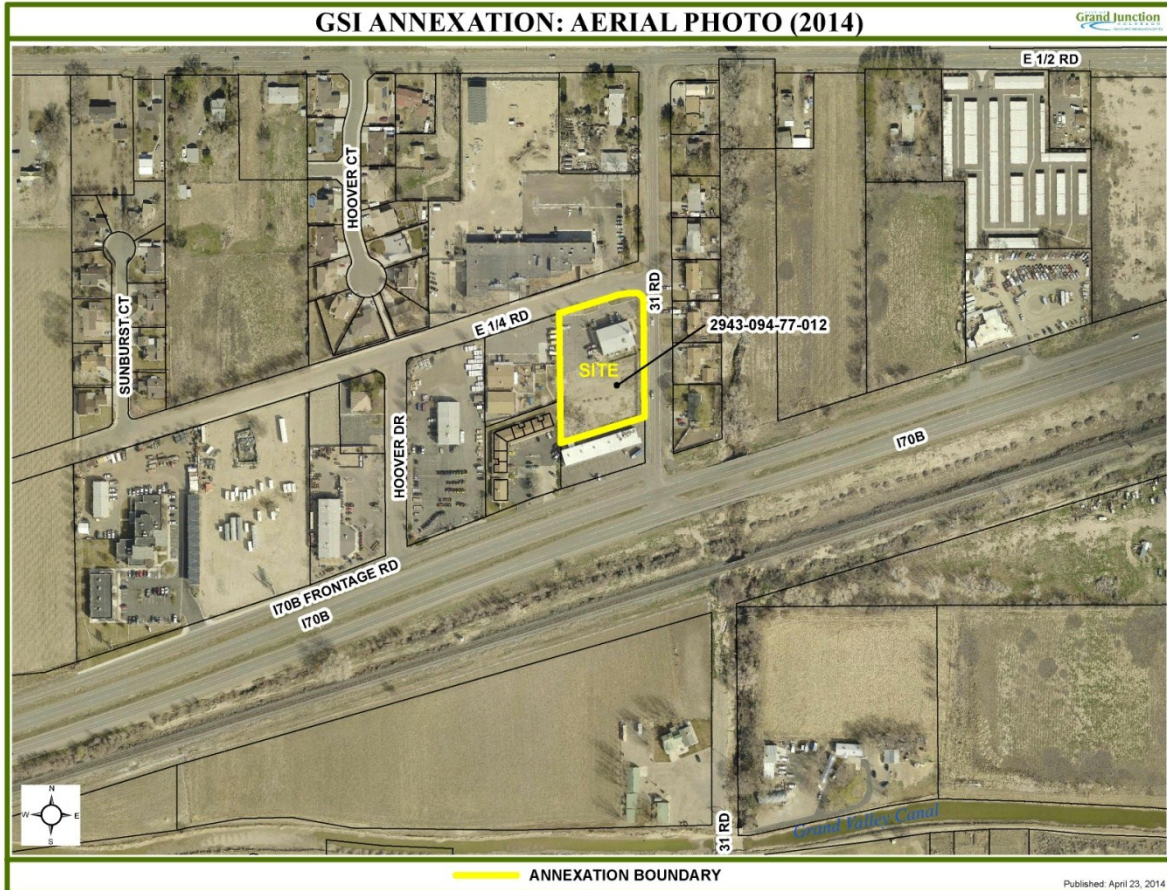 GSI ANNEXATION: AERIAL PHOTO (2014)
Grand Junction
COLORADO
E 1/2 RD
HOOVER CT
SUNBURST CT
E 1/4 RD
31 RD
2943-094-77-012
SITE
HOOVER DR
I70B
I70B FRONTAGE RD
I70B
N
W E
S
31 RD
Grand Valley Canal
ANNEXATION BOUNDARY
Published: April 23, 2014